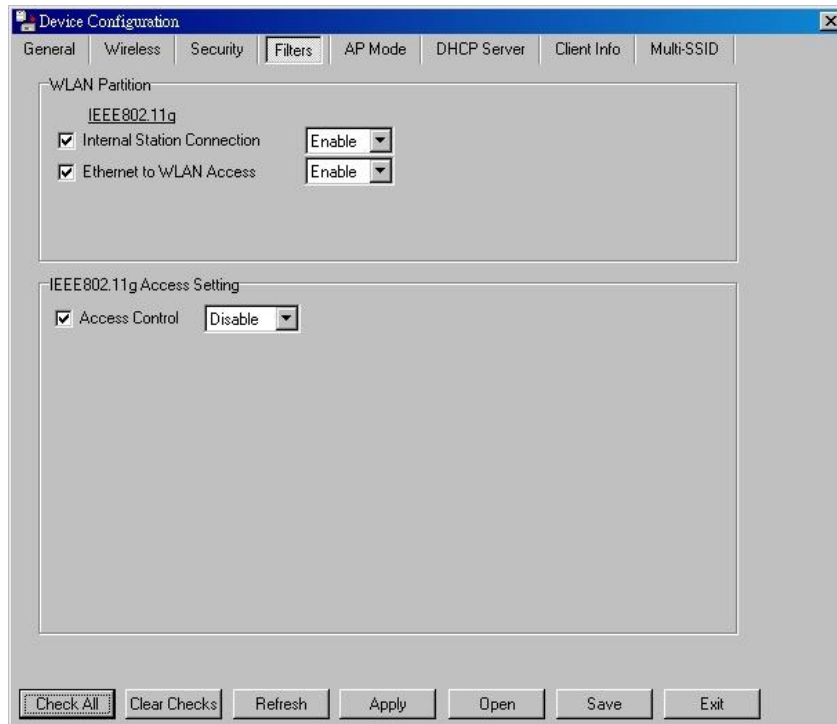 Device Configuration
General Wireless Security Filters AP Mode DHCP Server Client Info Multi-SSID
WLAN Partition
IEEE802.11g
Internal Station Connection Enable
Ethernet to WLAN Access Enable
IEEE802.11g Access Setting
Access Control Disable
Check All Clear Checks Refresh Apply Open Save Exit